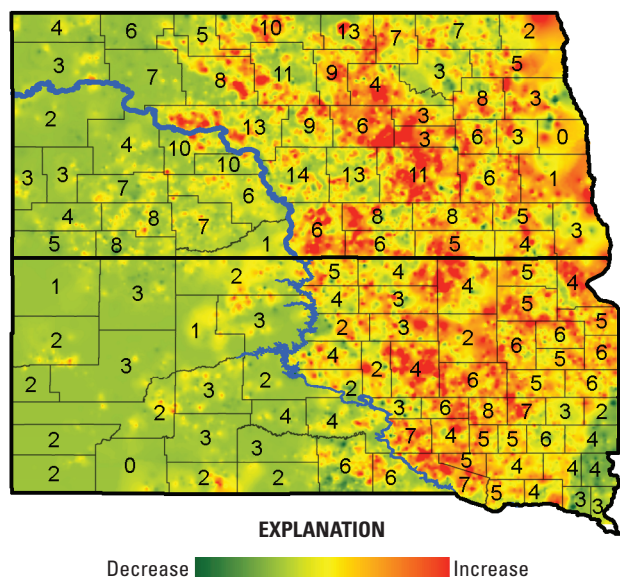 4 6 5 10 13 7 7 2
3 7 8 11 9 4 3 5
2 13 9 6 3 8 3
4 10 3 6 3 0
3 3 10 14 13 11 6 1
7 6
4 8 7 6 8 8 5 3
5 8 1 6 5 4
1 3 2 5 4 4 5 4
4 3 5
2 1 3 2 3 2 6 6 5
3 4 5 6
2 2 2 4 6 5 6
2 3 2
4 4 3 6 8 7 3 2
2 3 3 7 4 5 5 6 4
2 0 2 2 6 6 5 4 4 4
7 5 4 3 3
EXPLANATION
Decrease Increase